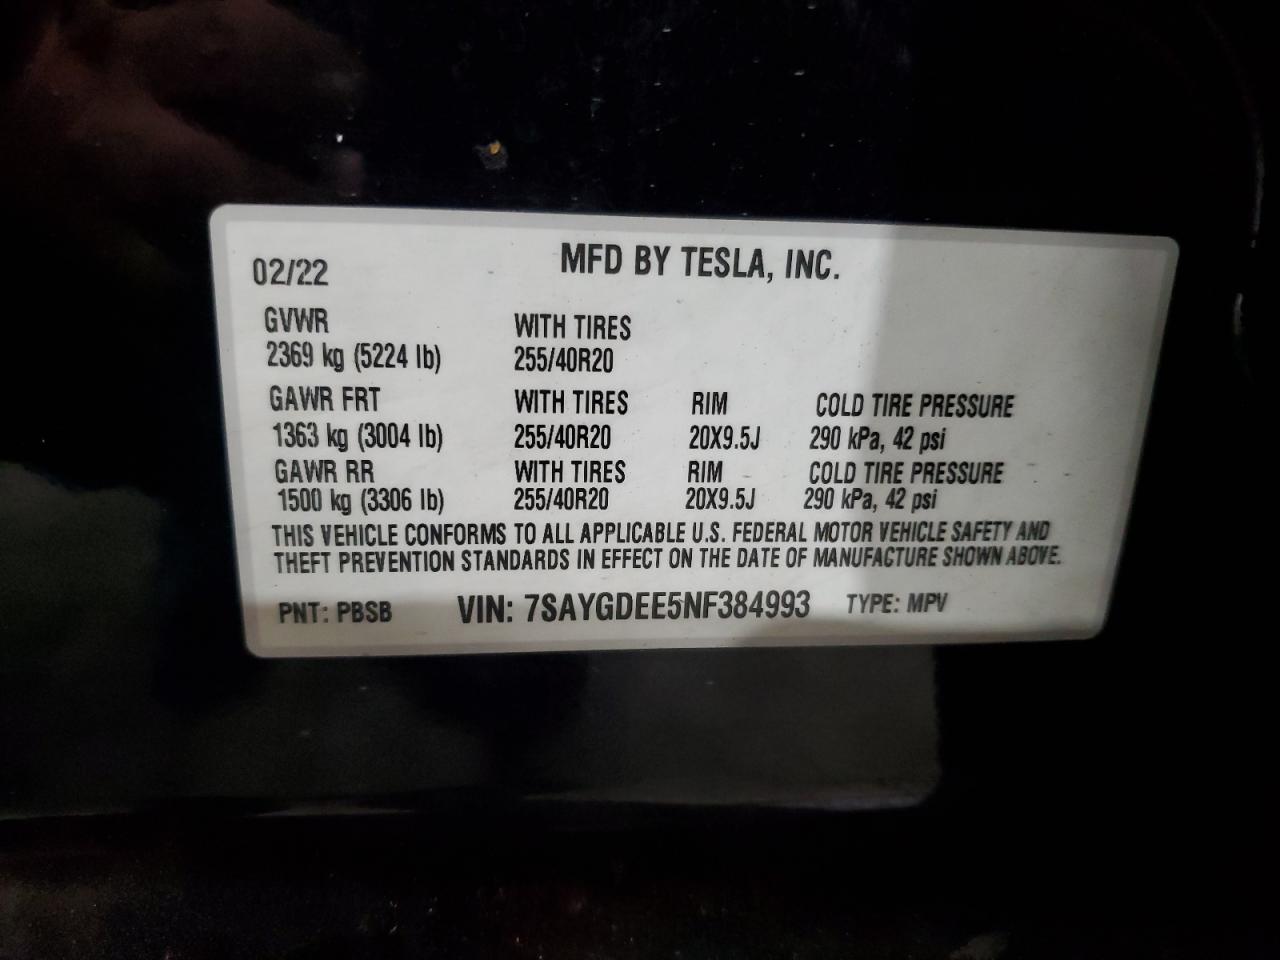 02/22 MFD BY TESLA, INC.
GVWR WITH TIRES
2369 kg (5224 lb) 255/40R20
GAWR FRT WITH TIRES RIM COLD TIRE PRESSURE
1363 kg (3004 lb) 255/40R20 20X9.5J 290 kPa, 42 psi
GAWR RR WITH TIRES RIM COLD TIRE PRESSURE
1500 kg (3306 lb) 255/40R20 20X9.5J 290 kPa, 42 psi
THIS VEHICLE CONFORMS TO ALL APPLICABLE U.S. FEDERAL MOTOR VEHICLE SAFETY AND
THEFT PREVENTION STANDARDS IN EFFECT ON THE DATE OF MANUFACTURE SHOWN ABOVE.
PNT: PBSB VIN: 7SAYGDEE5NF384993 TYPE: MPV